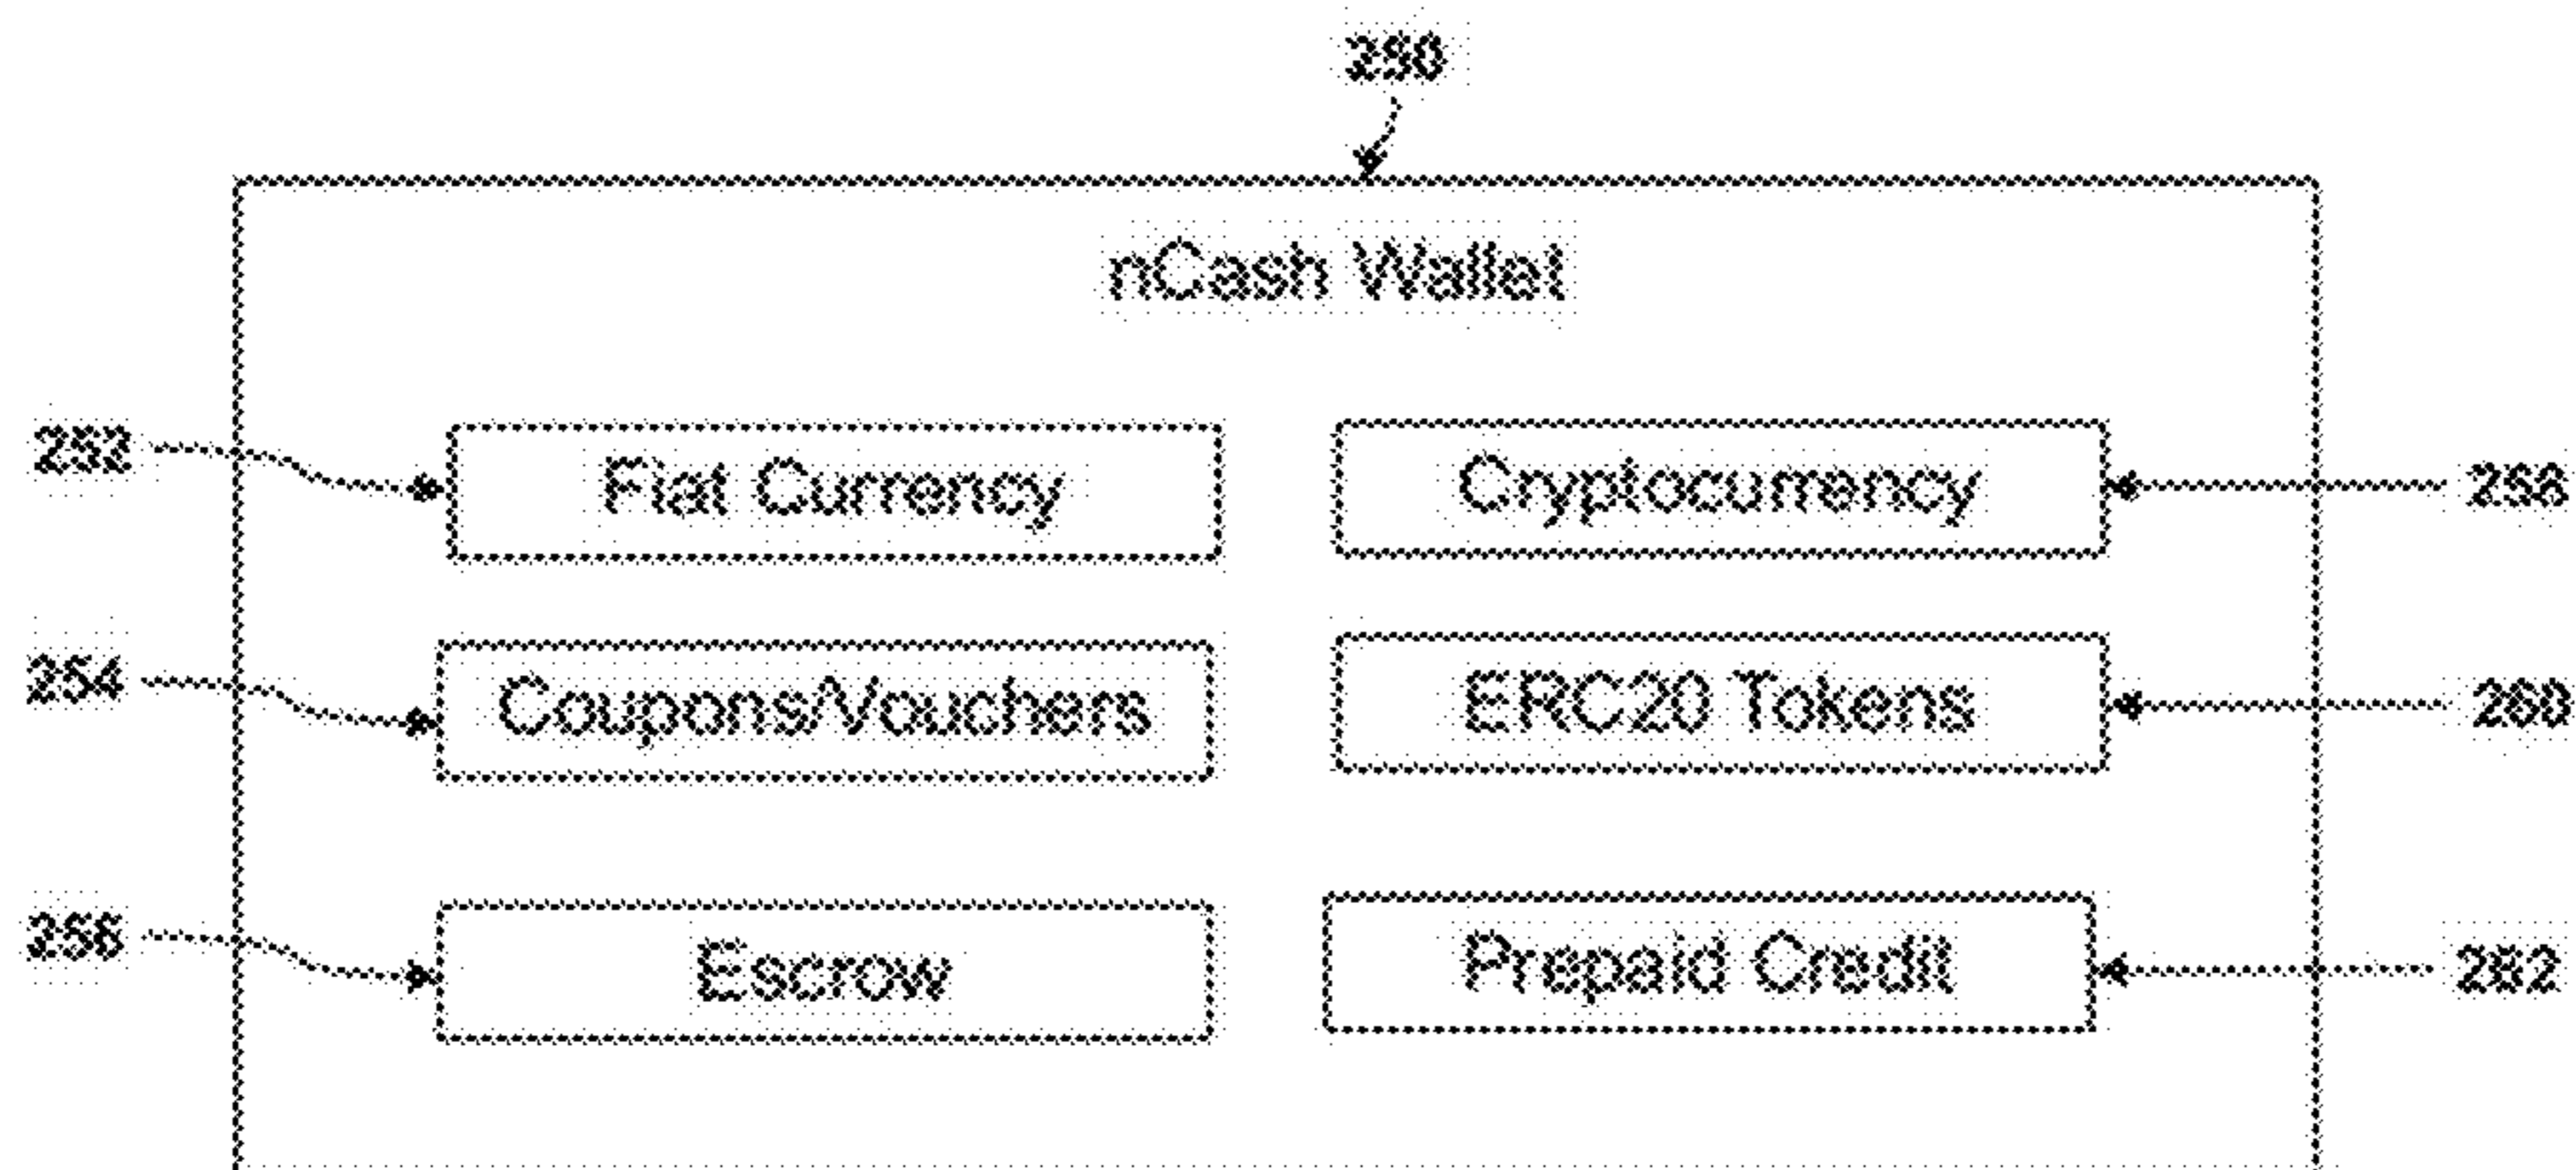 250
nCash Wallet
252 Fiat Currency Cryptocurrency 258
254 Coupons/Vouchers ERC20 Tokens 260
256 Escrow Prepaid Credit 262